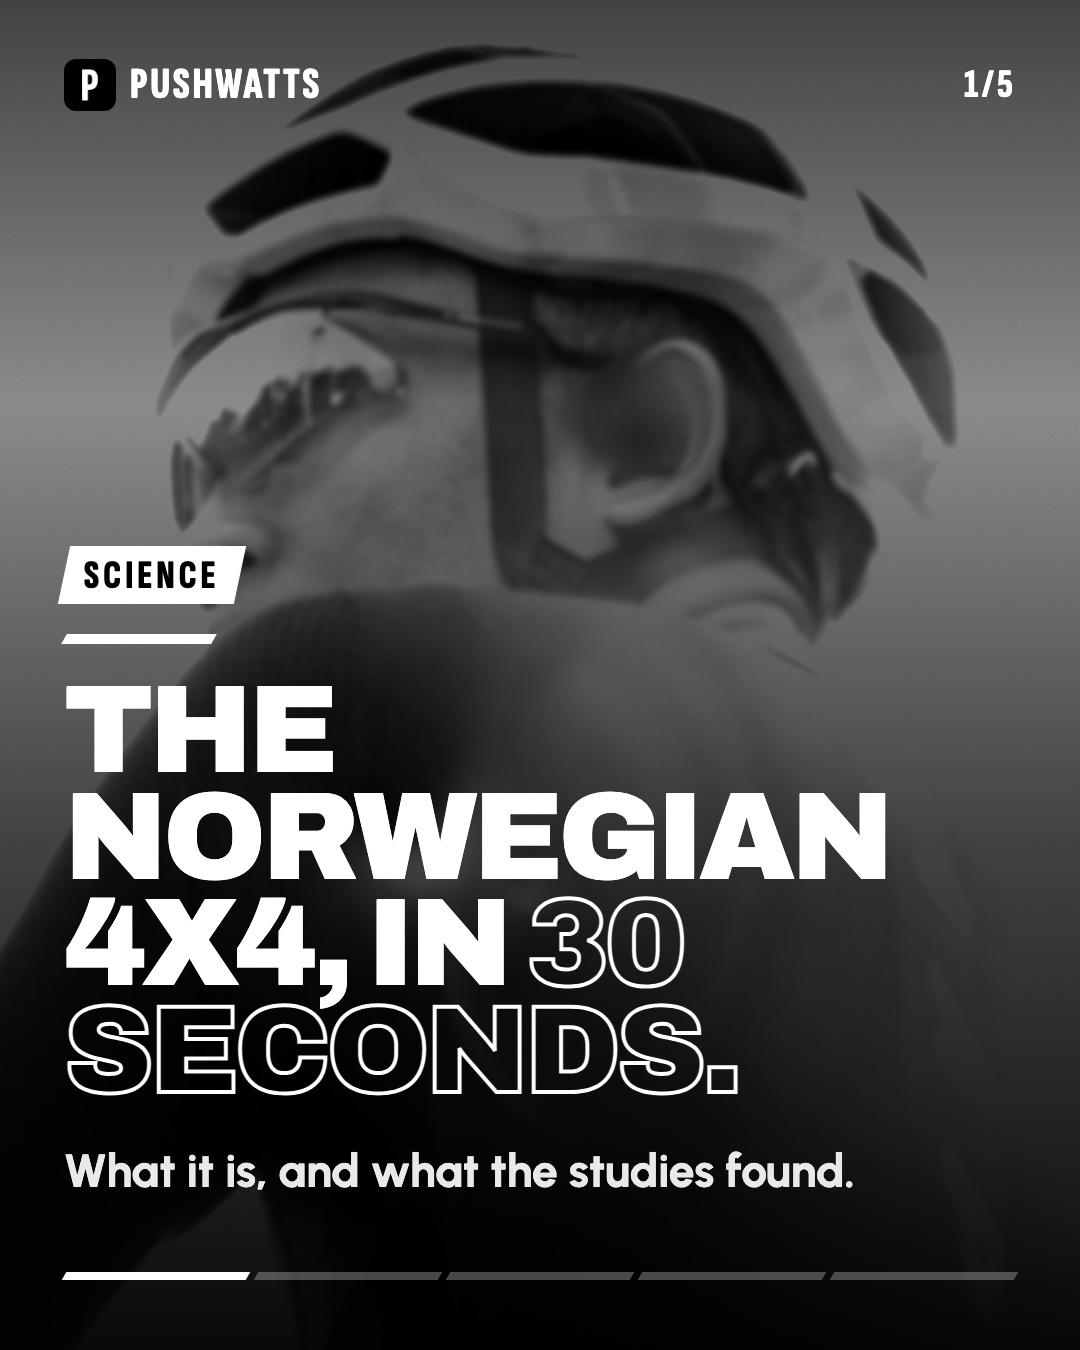 P PUSHWATTS
1/5
SCIENCE
THE
NORWEGIAN
4X4, IN 30
SECONDS.
What it is, and what the studies found.